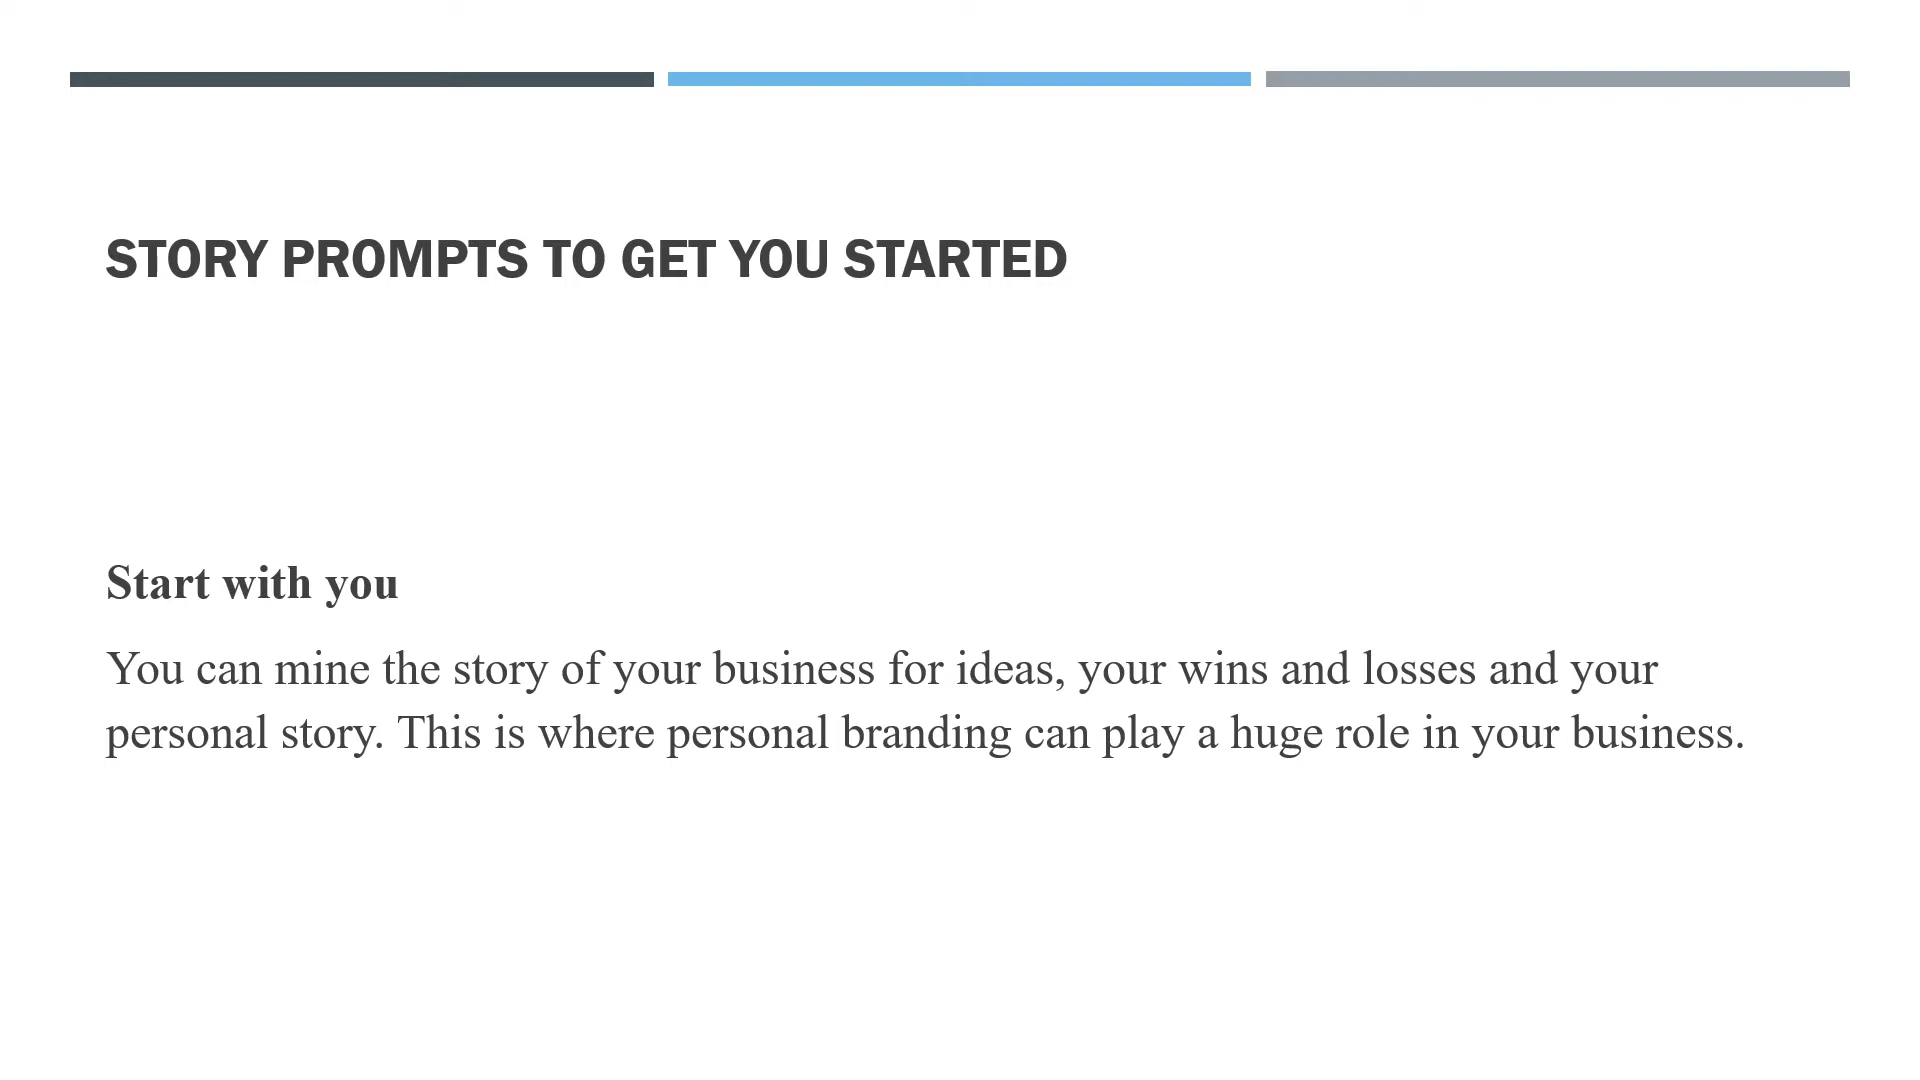 STORY PROMPTS TO GET YOU STARTED
Start with you
You can mine the story of your business for ideas, your wins and losses and your
personal story. This is where personal branding can play a huge role in your business.